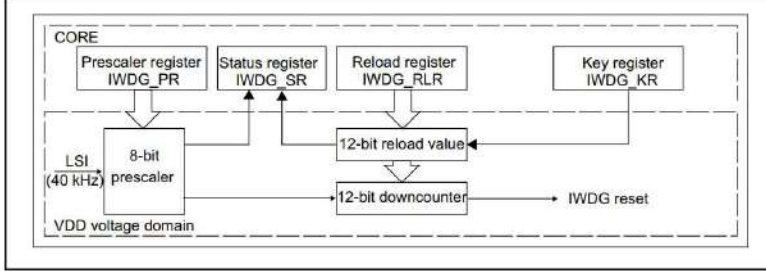 CORE
Prescaler register
IWDG_PR
Status register
IWDG_SR
Reload register
IWDG_RLR
Key register
IWDG_KR
LSI
(40 kHz)
8-bit
prescaler
12-bit reload value
12-bit downcounter
IWDG reset
VDD voltage domain